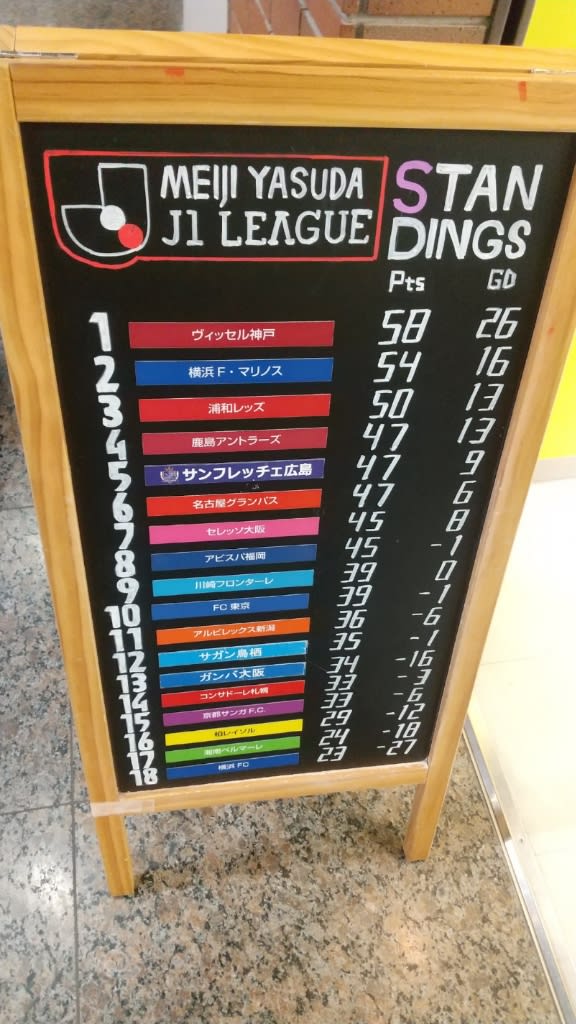 MEIJI YASUDA
J1 LEAGUE
STAN
DINGS
Pts GD
1 ヴィッセル神戸 58 26
2 横浜F・マリノス 54 16
3 浦和レッズ 50 13
4 鹿島アントラーズ 47 13
5 サンフレッチェ広島 47 9
6 名古屋グランパス 47 6
7 セレッソ大阪 45 8
8 アビスパ福岡 45 -1
9 川崎フロンターレ 39 0
10 FC東京 39 -1
11 アルビレックス新潟 36 -6
12 サガン鳥栖 35 -1
13 ガンバ大阪 34 -16
14 コンサドーレ札幌 33 -3
15 京都サンガF.C. 33 -6
16 柏レイソル 29 -12
17 湘南ベルマーレ 24 -18
18 横浜FC 23 -27